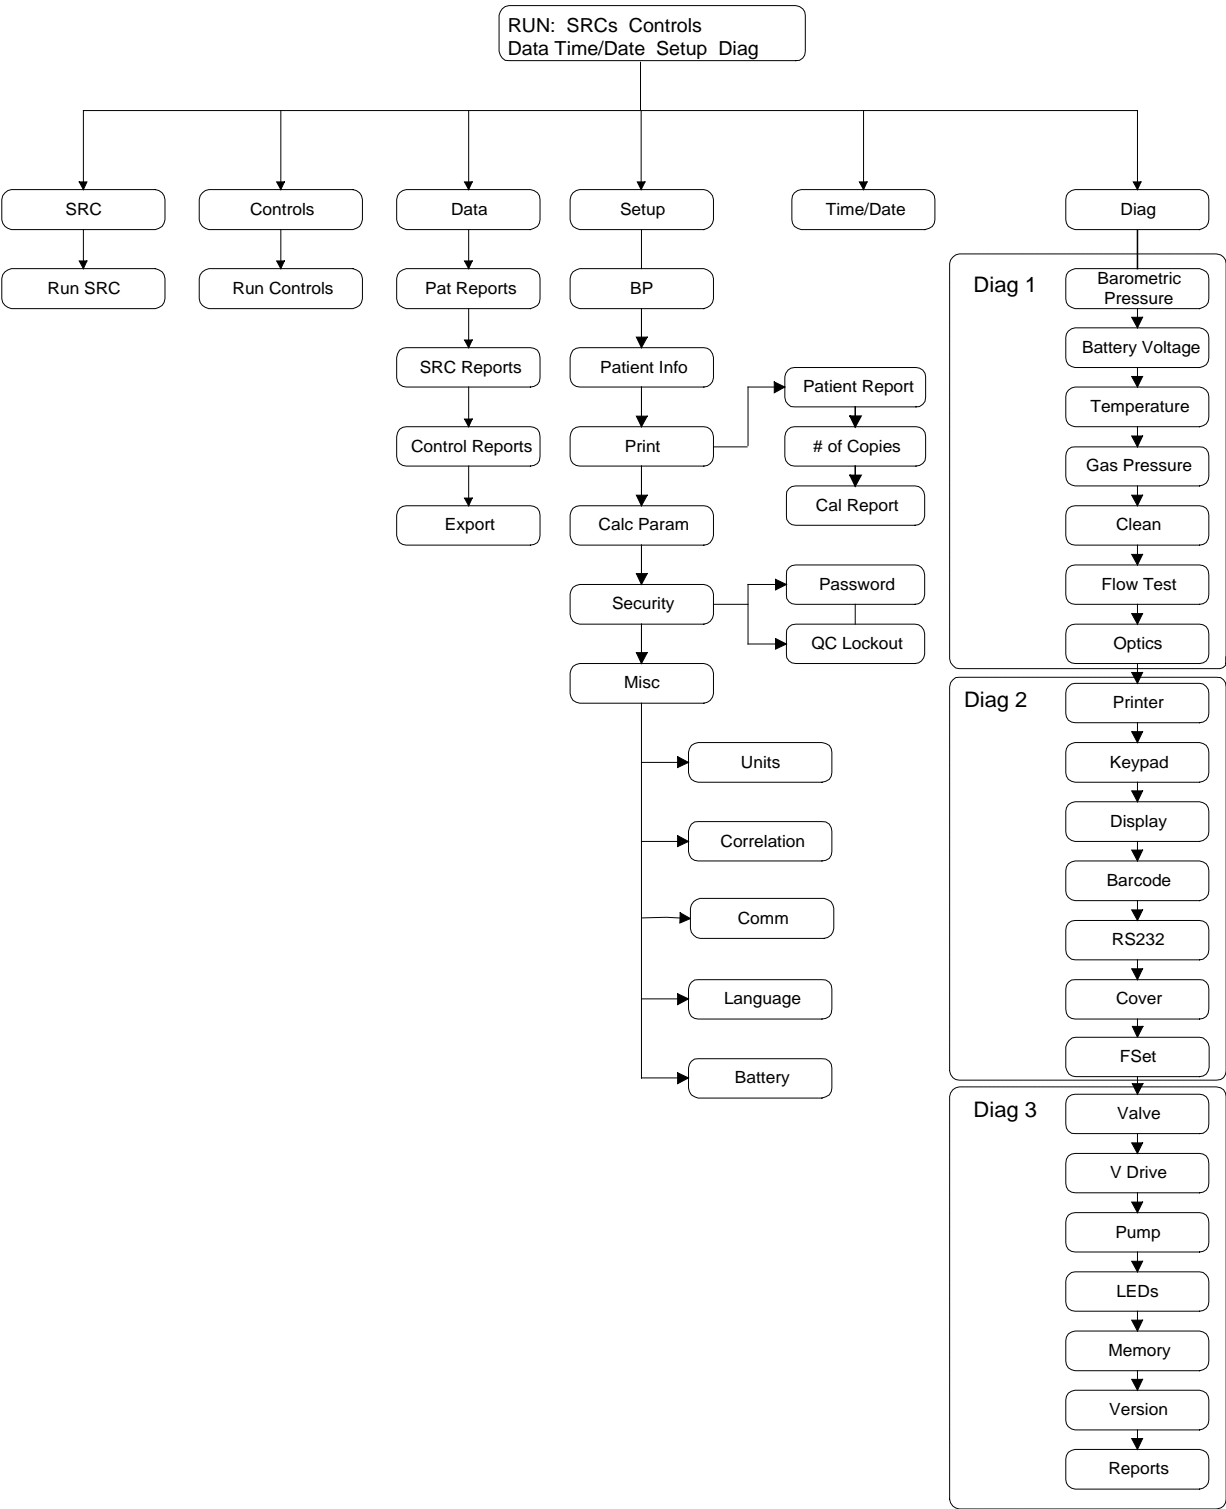 RUN: SRCs Controls
Data Time/Date Setup Diag
SRC
Controls
Data
Setup
Time/Date
Diag
Run SRC
Run Controls
Pat Reports
SRC Reports
Control Reports
Export
BP
Patient Info
Print
Calc Param
Security
Misc
Patient Report
# of Copies
Cal Report
Password
QC Lockout
Units
Correlation
Comm
Language
Battery
Diag 1
Barometric
Pressure
Battery Voltage
Temperature
Gas Pressure
Clean
Flow Test
Optics
Diag 2
Printer
Keypad
Display
Barcode
RS232
Cover
FSet
Diag 3
Valve
V Drive
Pump
LEDs
Memory
Version
Reports